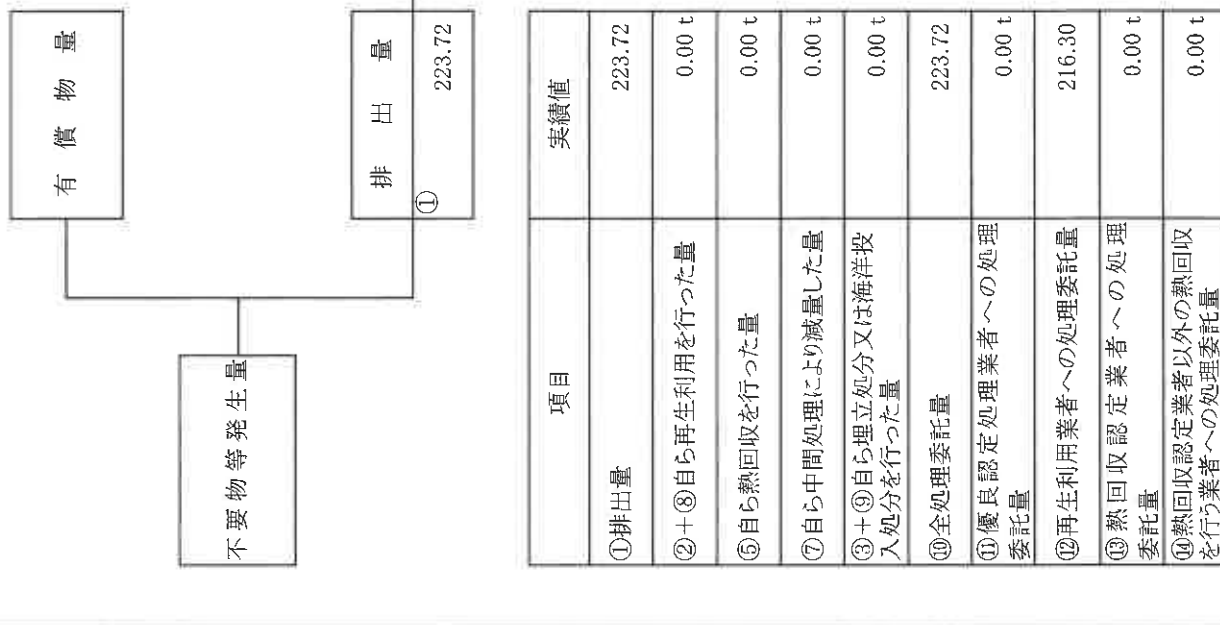 有償物量
不要物等発生量
排出量
①
223.72
項目
実績値
①排出量
223.72
②+⑧自ら再生利用を行った量
0.00 t
⑤自ら熱回収を行った量
0.00 t
⑦自ら中間処理により減量した量
0.00 t
③+⑨自ら埋立処分又は海洋投
入処分を行った量
0.00 t
⑩全処理委託量
223.72
⑪優良認定処理業者への処理
委託量
0.00 t
⑫再生利用業者への処理委託量
216.30
⑬熱回収認定業者への処理
委託量
0.00 t
⑭熱回収認定業者以外の熱回収
を行う業者への処理委託量
0.00 t